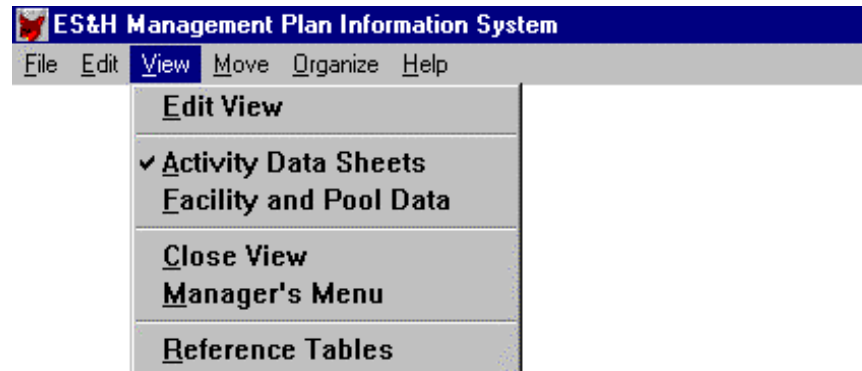 ES&H Management Plan Information System
File Edit View Move Organize Help
Edit View
Activity Data Sheets
Facility and Pool Data
Close View
Manager's Menu
Reference Tables